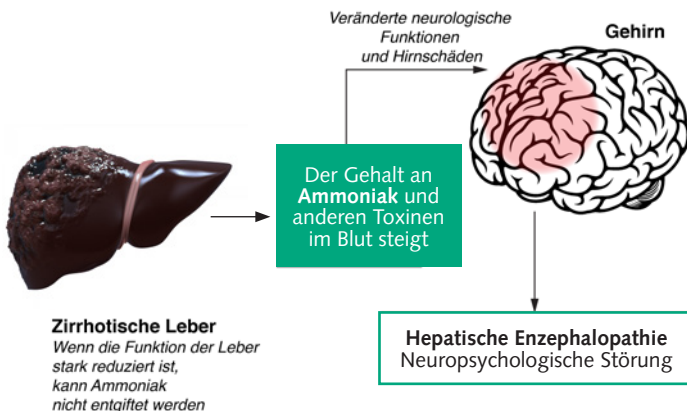 Veränderte neurologische
Funktionen
und Hirnschäden
Gehirn
Der Gehalt an
Ammoniak und
anderen Toxinen
im Blut steigt
Zirrhotische Leber
Wenn die Funktion der Leber
stark reduziert ist,
kann Ammoniak
nicht entgiftet werden
Hepatische Enzephalopathie
Neuropsychologische Störung